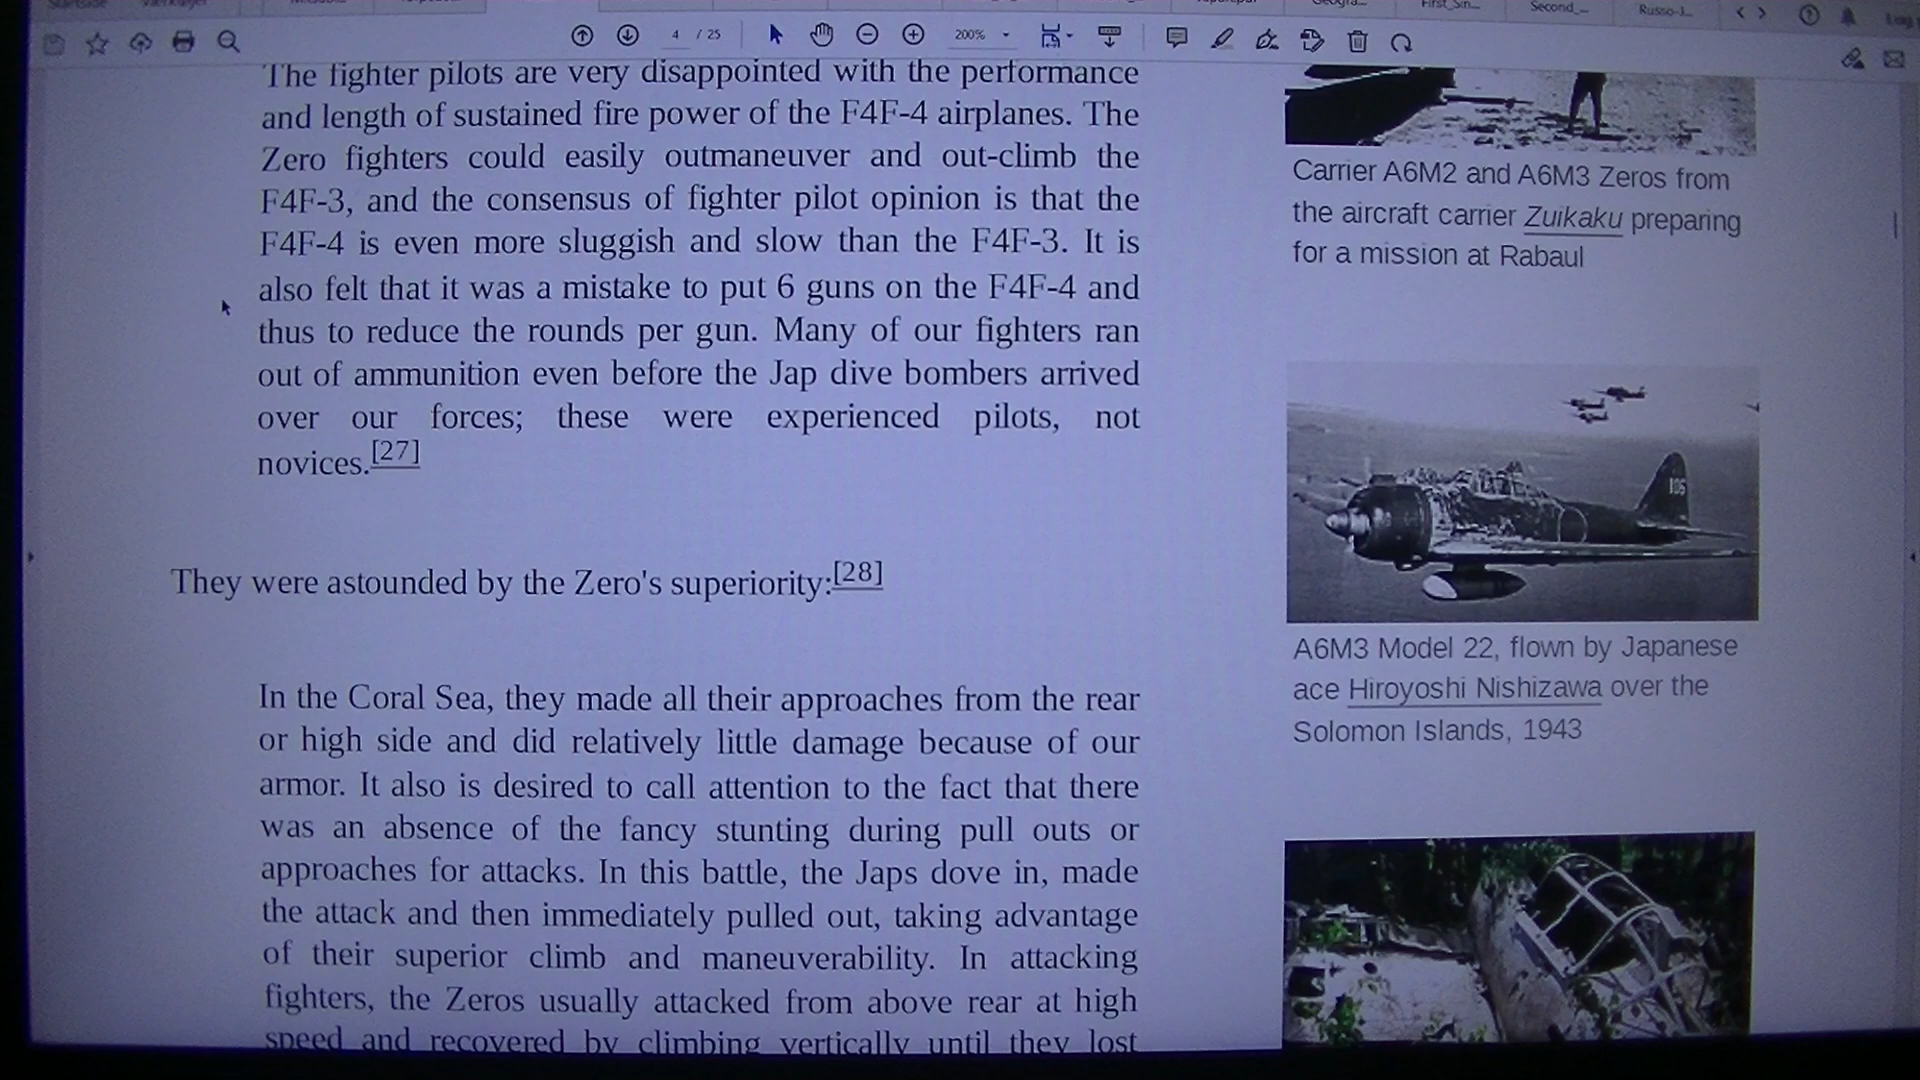 Second_...
Russo-J...
4 / 25
200%
The fighter pilots are very disappointed with the performance
and length of sustained fire power of the F4F-4 airplanes. The
Zero fighters could easily outmaneuver and out-climb the
F4F-3, and the consensus of fighter pilot opinion is that the
F4F-4 is even more sluggish and slow than the F4F-3. It is
also felt that it was a mistake to put 6 guns on the F4F-4 and
thus to reduce the rounds per gun. Many of our fighters ran
out of ammunition even before the Jap dive bombers arrived
over our forces; these were experienced pilots, not
novices.[27]
They were astounded by the Zero's superiority:[28]
In the Coral Sea, they made all their approaches from the rear
or high side and did relatively little damage because of our
armor. It also is desired to call attention to the fact that there
was an absence of the fancy stunting during pull outs or
approaches for attacks. In this battle, the Japs dove in, made
the attack and then immediately pulled out, taking advantage
of their superior climb and maneuverability. In attacking
fighters, the Zeros usually attacked from above rear at high
speed and recovered by climbing vertically until they lost
Carrier A6M2 and A6M3 Zeros from
the aircraft carrier Zuikaku preparing
for a mission at Rabaul
106
A6M3 Model 22, flown by Japanese
ace Hiroyoshi Nishizawa over the
Solomon Islands, 1943